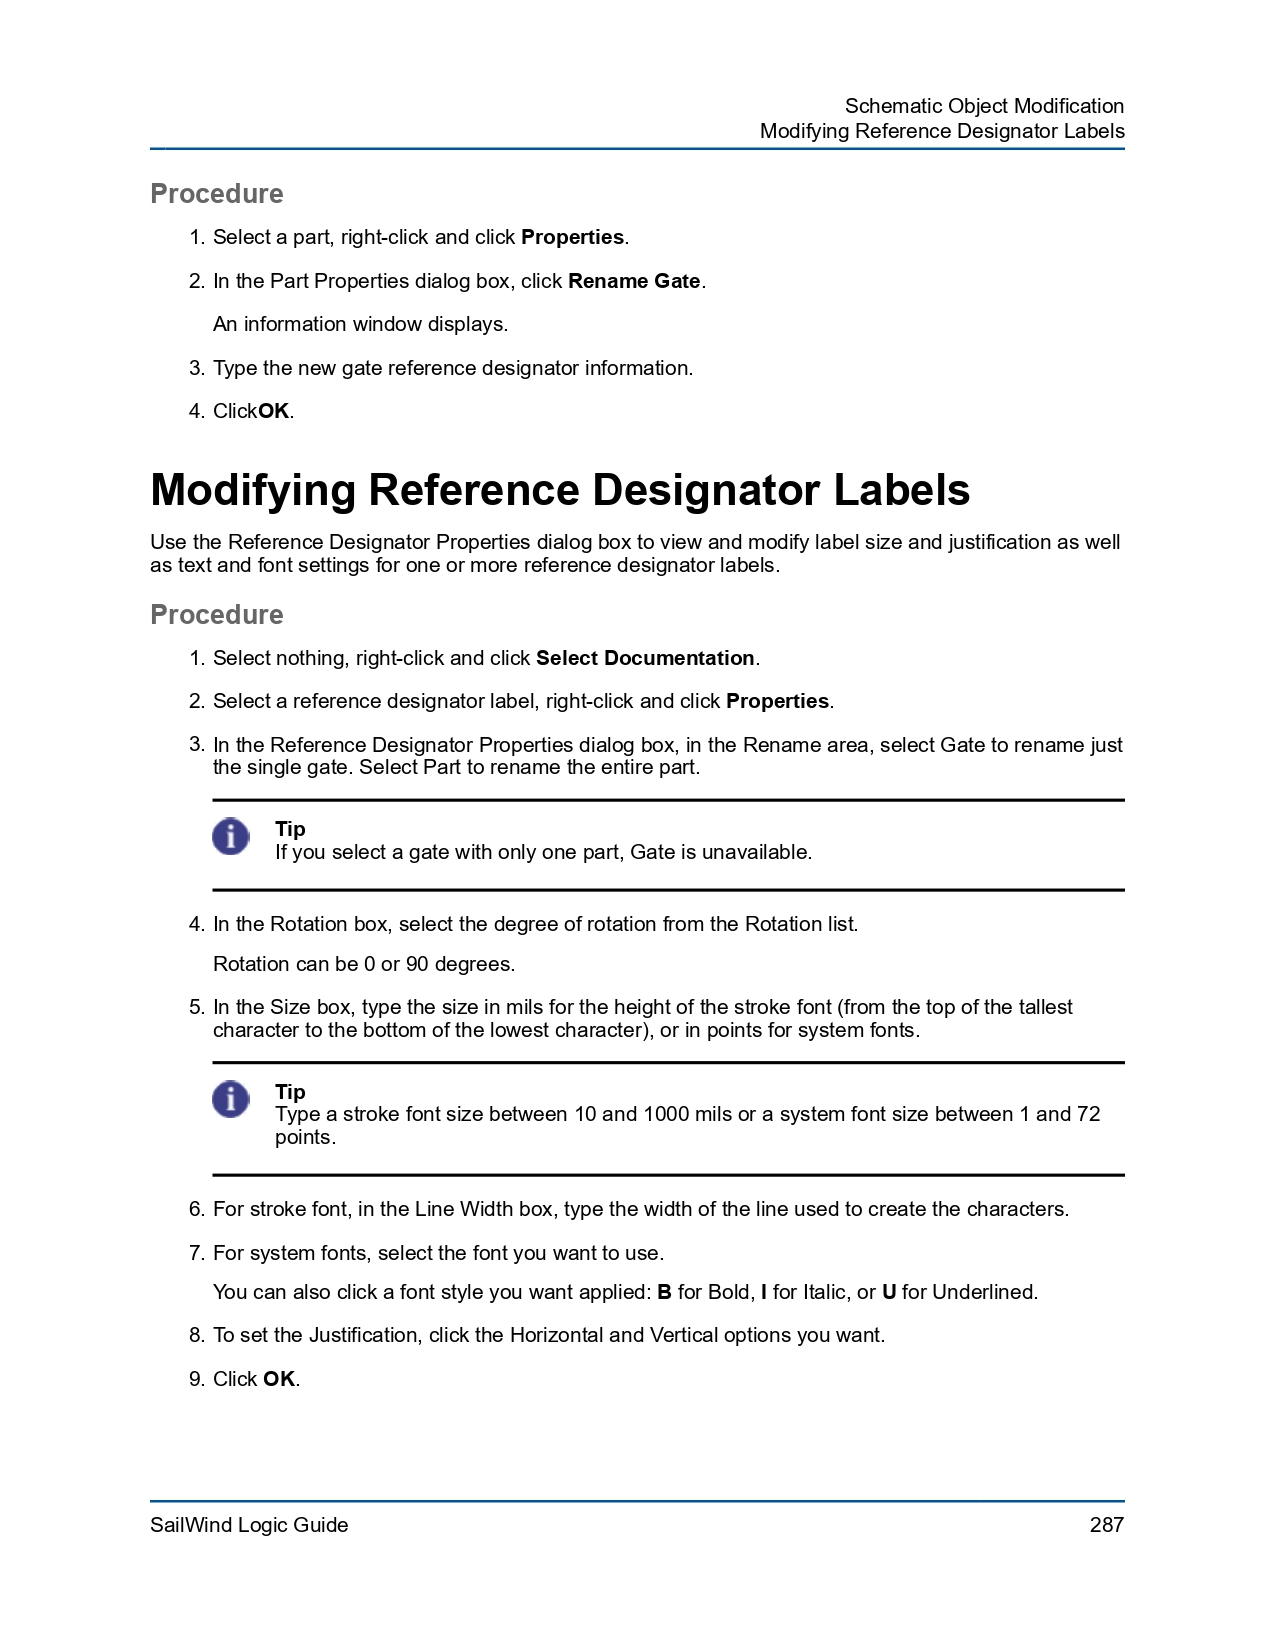 Schematic Object Modification
Modifying Reference Designator Labels
Procedure
1. Select a part, right-click and click Properties.
2. In the Part Properties dialog box, click Rename Gate.
An information window displays.
3. Type the new gate reference designator information.
4. ClickOK.
Modifying Reference Designator Labels
Use the Reference Designator Properties dialog box to view and modify label size and justification as well
as text and font settings for one or more reference designator labels.
Procedure
1. Select nothing, right-click and click Select Documentation.
2. Select a reference designator label, right-click and click Properties.
3. In the Reference Designator Properties dialog box, in the Rename area, select Gate to rename just
the single gate. Select Part to rename the entire part.
Tip
If you select a gate with only one part, Gate is unavailable.
4. In the Rotation box, select the degree of rotation from the Rotation list.
Rotation can be 0 or 90 degrees.
5. In the Size box, type the size in mils for the height of the stroke font (from the top of the tallest
character to the bottom of the lowest character), or in points for system fonts.
Tip
Type a stroke font size between 10 and 1000 mils or a system font size between 1 and 72
points.
6. For stroke font, in the Line Width box, type the width of the line used to create the characters.
7. For system fonts, select the font you want to use.
You can also click a font style you want applied: B for Bold, I for Italic, or U for Underlined.
8. To set the Justification, click the Horizontal and Vertical options you want.
9. Click OK.
SailWind Logic Guide 287